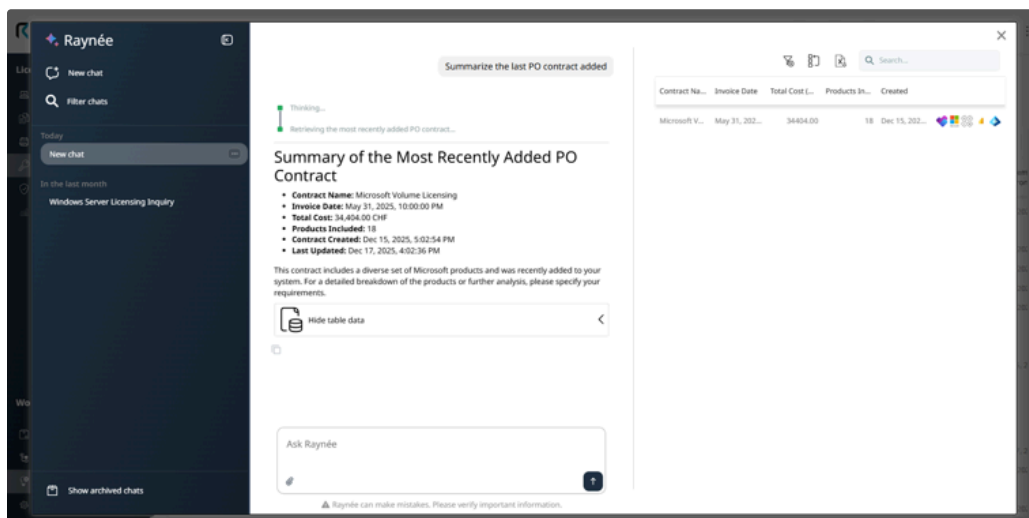 Raynée
New chat
Filter chats
Today
New chat
In the last month
Windows Server Licensing Inquiry
Show archived chats
Summarize the last PO contract added
Thinking...
Retrieving the most recently added PO contract...
Summary of the Most Recently Added PO
Contract
• Contract Name: Microsoft Volume Licensing
• Invoice Date: May 31, 2025, 10:00:00 PM
• Total Cost: 34,404.00 CHF
• Products Included: 18
• Contract Created: Dec 15, 2025, 5:02:54 PM
• Last Updated: Dec 17, 2025, 4:02:36 PM
This contract includes a diverse set of Microsoft products and was recently added to your
system. For a detailed breakdown of the products or further analysis, please specify your
requirements.
Hide table data
Ask Raynée
Raynée can make mistakes. Please verify important information.
Search...
Contract Na... Invoice Date Total Cost (... Products In... Created
Microsoft V... May 31, 202... 34404.00 18 Dec 15, 202...